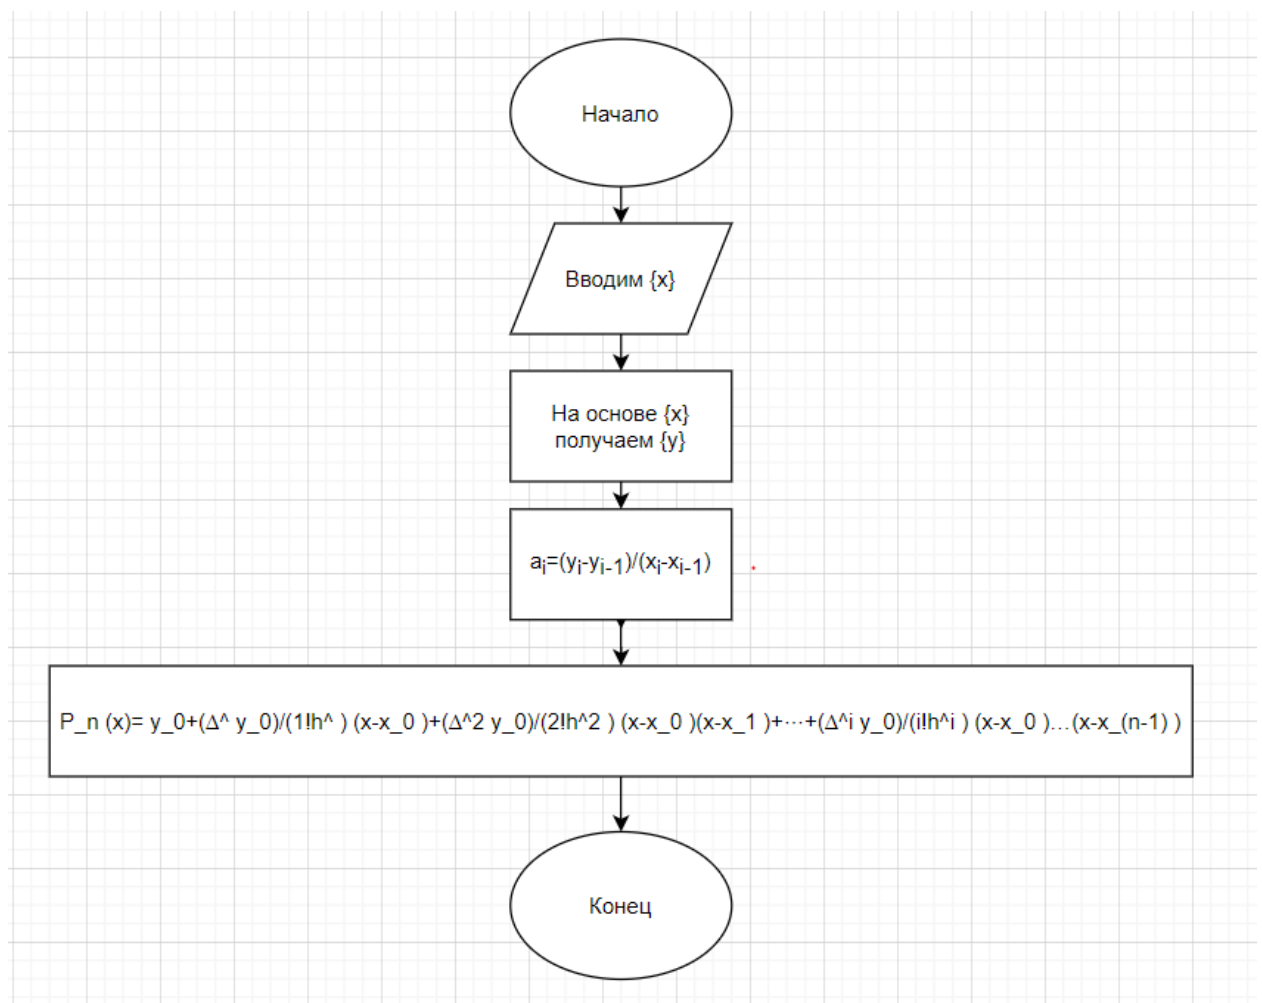 Начало
Вводим {x}
На основе {x}
получаем {y}
aᵢ=(yᵢ-yᵢ₋₁)/(xᵢ-xᵢ₋₁)
P_n (x)= y_0+(∆^ y_0)/(1!h^ ) (x-x_0 )+(∆^2 y_0)/(2!h^2 ) (x-x_0 )(x-x_1 )+⋯+(∆^i y_0)/(i!h^i ) (x-x_0 )…(x-x_(n-1) )
Конец